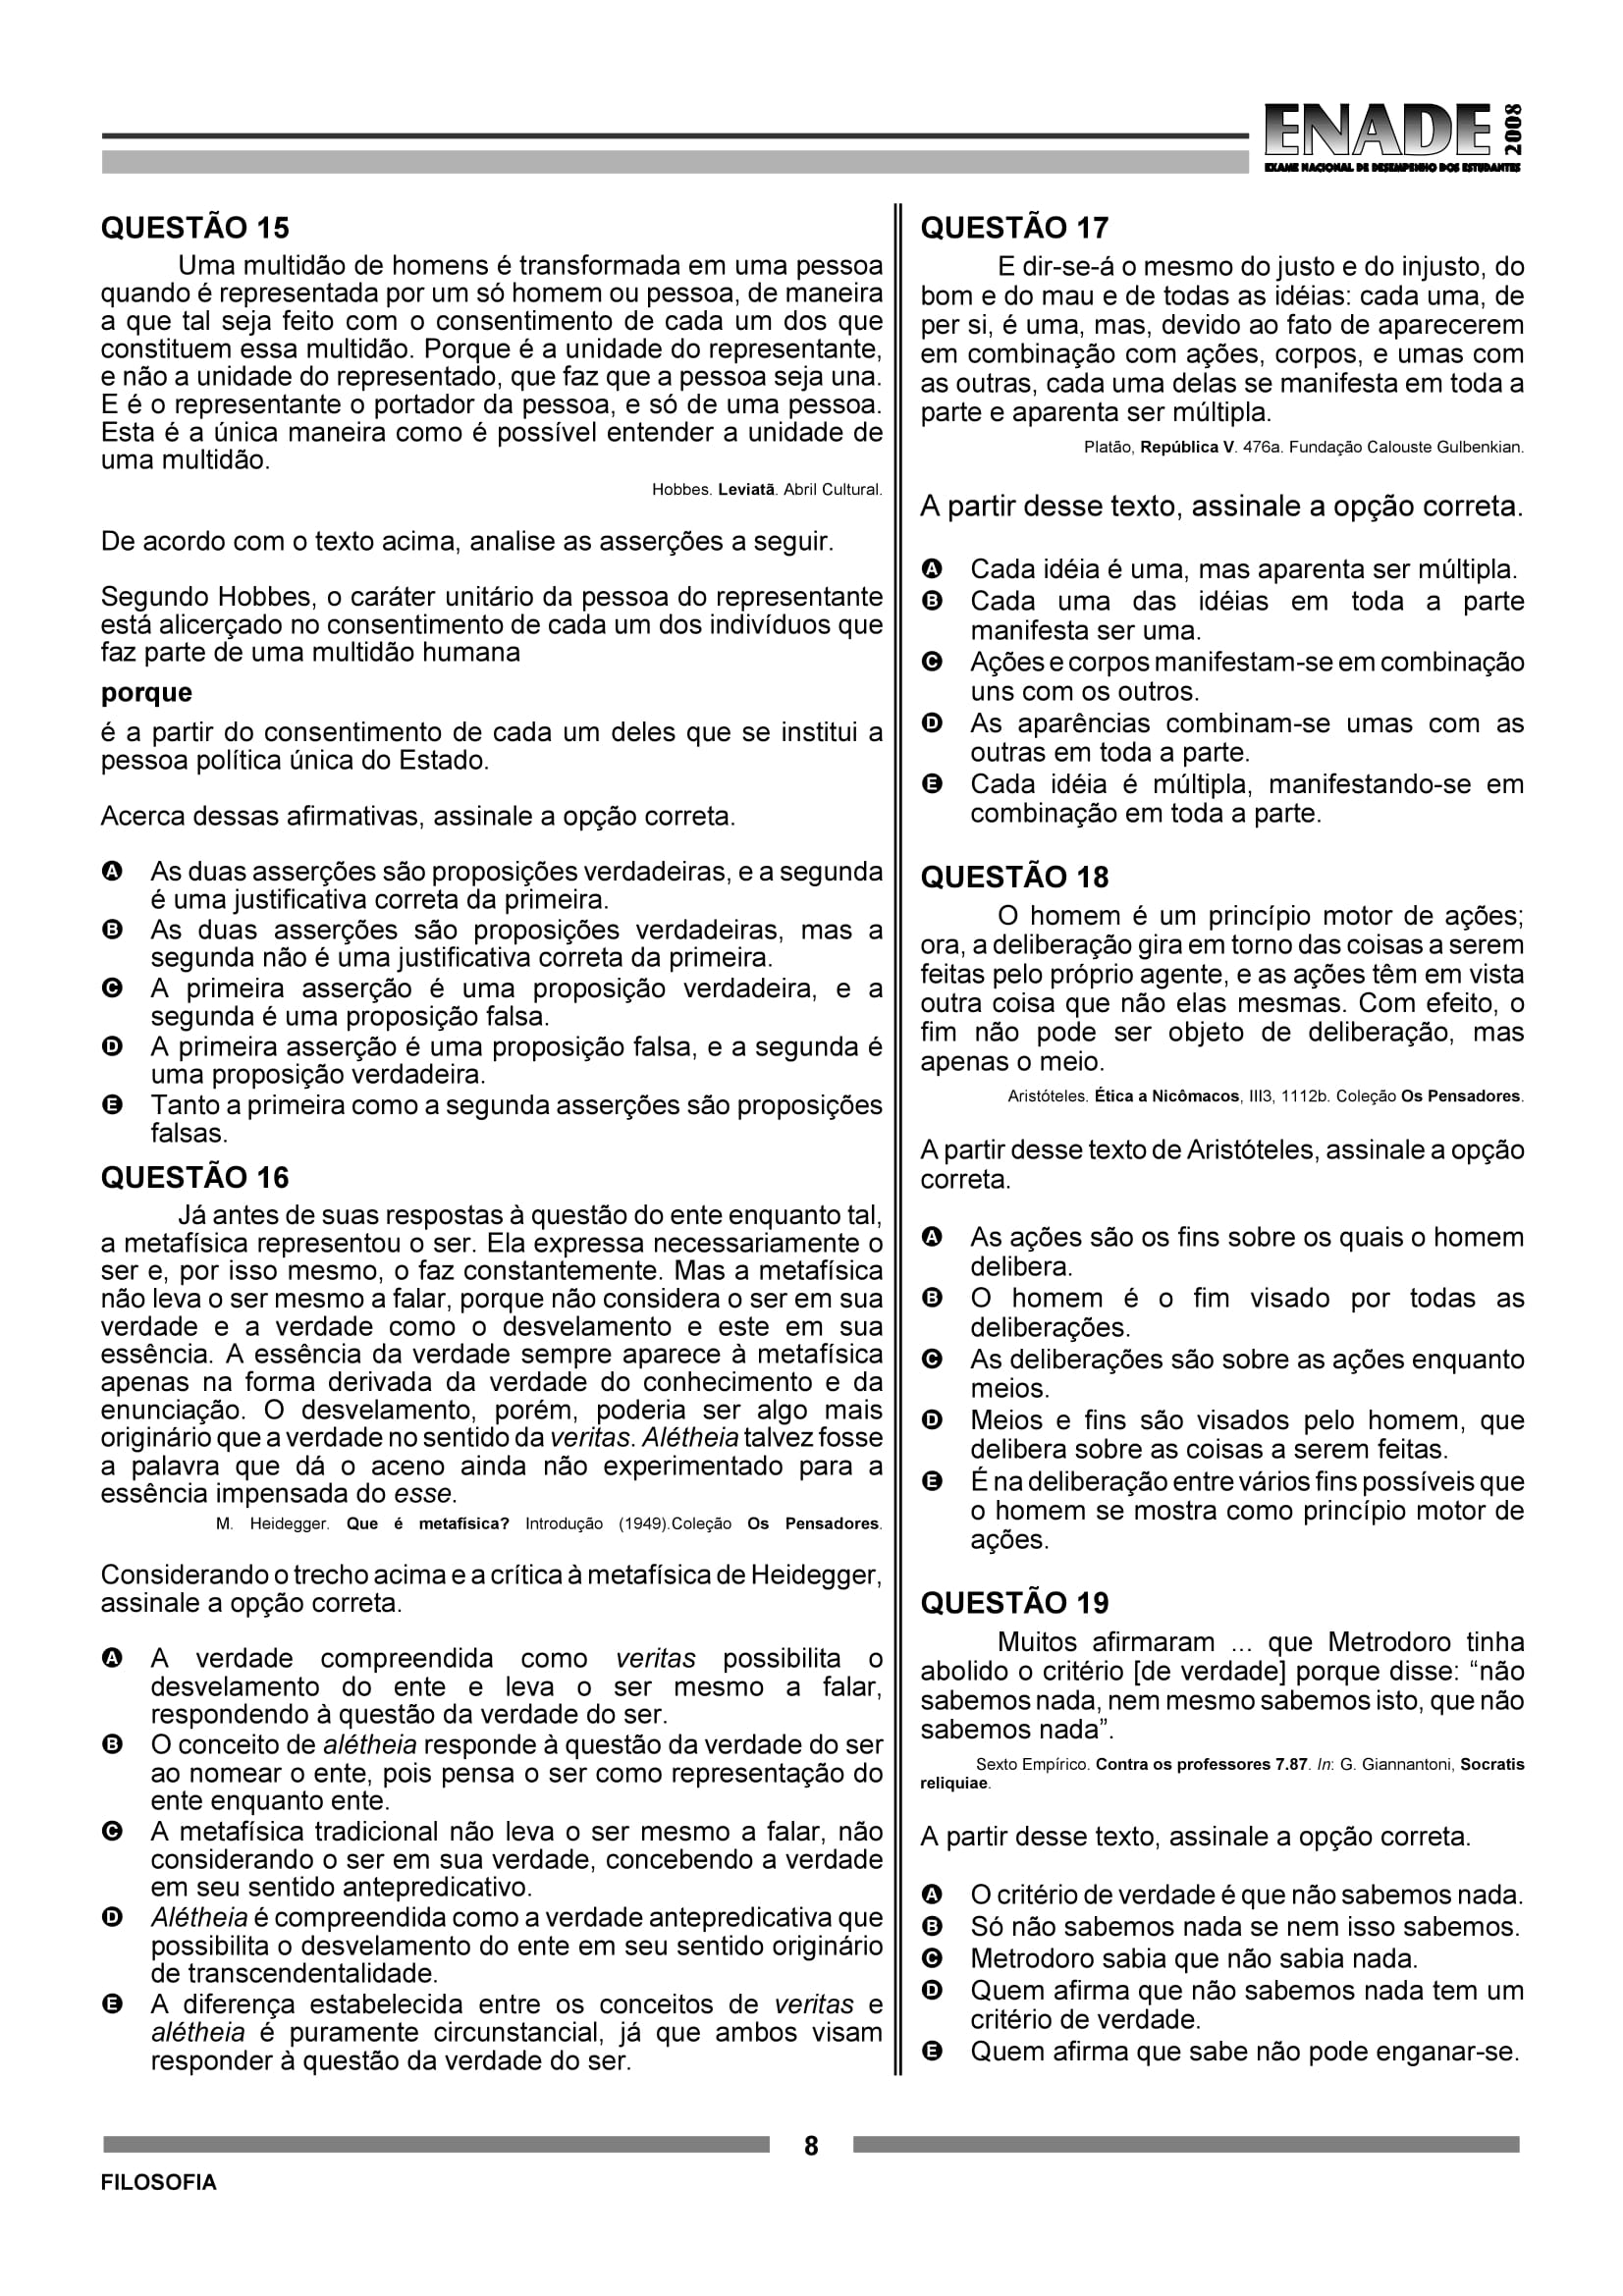 ENADE 2008
EXAME NACIONAL DE DESEMPENHO DOS ESTUDANTES
QUESTÃO 15
Uma multidão de homens é transformada em uma pessoa
quando é representada por um só homem ou pessoa, de maneira
a que tal seja feito com o consentimento de cada um dos que
constituem essa multidão. Porque é a unidade do representante,
e não a unidade do representado, que faz que a pessoa seja una.
E é o representante o portador da pessoa, e só de uma pessoa.
Esta é a única maneira como é possível entender a unidade de
uma multidão.
Hobbes. Leviatã. Abril Cultural.
De acordo com o texto acima, analise as asserções a seguir.
Segundo Hobbes, o caráter unitário da pessoa do representante
está alicerçado no consentimento de cada um dos indivíduos que
faz parte de uma multidão humana
porque
é a partir do consentimento de cada um deles que se institui a
pessoa política única do Estado.
Acerca dessas afirmativas, assinale a opção correta.
A As duas asserções são proposições verdadeiras, e a segunda
é uma justificativa correta da primeira.
B As duas asserções são proposições verdadeiras, mas a
segunda não é uma justificativa correta da primeira.
C A primeira asserção é uma proposição verdadeira, e a
segunda é uma proposição falsa.
D A primeira asserção é uma proposição falsa, e a segunda é
uma proposição verdadeira.
E Tanto a primeira como a segunda asserções são proposições
falsas.
QUESTÃO 16
Já antes de suas respostas à questão do ente enquanto tal,
a metafísica representou o ser. Ela expressa necessariamente o
ser e, por isso mesmo, o faz constantemente. Mas a metafísica
não leva o ser mesmo a falar, porque não considera o ser em sua
verdade e a verdade como o desvelamento e este em sua
essência. A essência da verdade sempre aparece à metafísica
apenas na forma derivada da verdade do conhecimento e da
enunciação. O desvelamento, porém, poderia ser algo mais
originário que a verdade no sentido da veritas. Alétheia talvez fosse
a palavra que dá o aceno ainda não experimentado para a
essência impensada do esse.
M. Heidegger. Que é metafísica? Introdução (1949).Coleção Os Pensadores.
Considerando o trecho acima e a crítica à metafísica de Heidegger,
assinale a opção correta.
A A verdade compreendida como veritas possibilita o
desvelamento do ente e leva o ser mesmo a falar,
respondendo à questão da verdade do ser.
B O conceito de alétheia responde à questão da verdade do ser
ao nomear o ente, pois pensa o ser como representação do
ente enquanto ente.
C A metafísica tradicional não leva o ser mesmo a falar, não
considerando o ser em sua verdade, concebendo a verdade
em seu sentido antepredicativo.
D Alétheia é compreendida como a verdade antepredicativa que
possibilita o desvelamento do ente em seu sentido originário
de transcendentalidade.
E A diferença estabelecida entre os conceitos de veritas e
alétheia é puramente circunstancial, já que ambos visam
responder à questão da verdade do ser.
QUESTÃO 17
E dir-se-á o mesmo do justo e do injusto, do
bom e do mau e de todas as idéias: cada uma, de
per si, é uma, mas, devido ao fato de aparecerem
em combinação com ações, corpos, e umas com
as outras, cada uma delas se manifesta em toda a
parte e aparenta ser múltipla.
Platão, República V. 476a. Fundação Calouste Gulbenkian.
A partir desse texto, assinale a opção correta.
A Cada idéia é uma, mas aparenta ser múltipla.
B Cada uma das idéias em toda a parte
manifesta ser uma.
C Ações e corpos manifestam-se em combinação
uns com os outros.
D As aparências combinam-se umas com as
outras em toda a parte.
E Cada idéia é múltipla, manifestando-se em
combinação em toda a parte.
QUESTÃO 18
O homem é um princípio motor de ações;
ora, a deliberação gira em torno das coisas a serem
feitas pelo próprio agente, e as ações têm em vista
outra coisa que não elas mesmas. Com efeito, o
fim não pode ser objeto de deliberação, mas
apenas o meio.
Aristóteles. Ética a Nicômacos, III3, 1112b. Coleção Os Pensadores.
A partir desse texto de Aristóteles, assinale a opção
correta.
A As ações são os fins sobre os quais o homem
delibera.
B O homem é o fim visado por todas as
deliberações.
C As deliberações são sobre as ações enquanto
meios.
D Meios e fins são visados pelo homem, que
delibera sobre as coisas a serem feitas.
E É na deliberação entre vários fins possíveis que
o homem se mostra como princípio motor de
ações.
QUESTÃO 19
Muitos afirmaram ... que Metrodoro tinha
abolido o critério [de verdade] porque disse: “não
sabemos nada, nem mesmo sabemos isto, que não
sabemos nada”.
Sexto Empírico. Contra os professores 7.87. In: G. Giannantoni, Socratis
reliquiae.
A partir desse texto, assinale a opção correta.
A O critério de verdade é que não sabemos nada.
B Só não sabemos nada se nem isso sabemos.
C Metrodoro sabia que não sabia nada.
D Quem afirma que não sabemos nada tem um
critério de verdade.
E Quem afirma que sabe não pode enganar-se.
8
FILOSOFIA